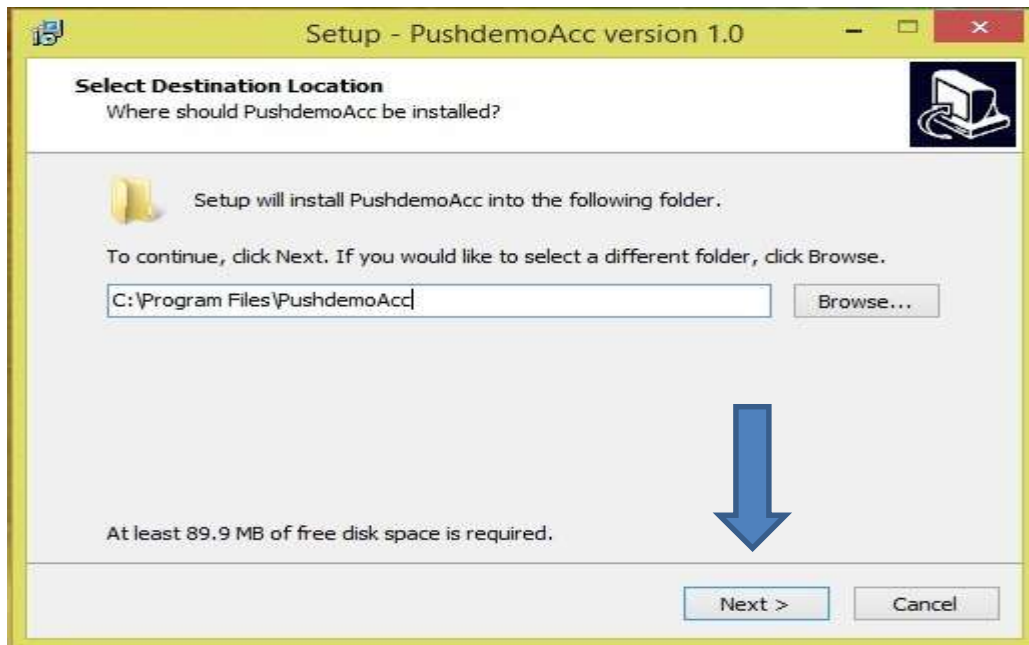 Setup - PushdemoAcc version 1.0
Select Destination Location
Where should PushdemoAcc be installed?
Setup will install PushdemoAcc into the following folder.
To continue, click Next. If you would like to select a different folder, click Browse.
C:\Program Files\PushdemoAcc
Browse...
At least 89.9 MB of free disk space is required.
Next >
Cancel